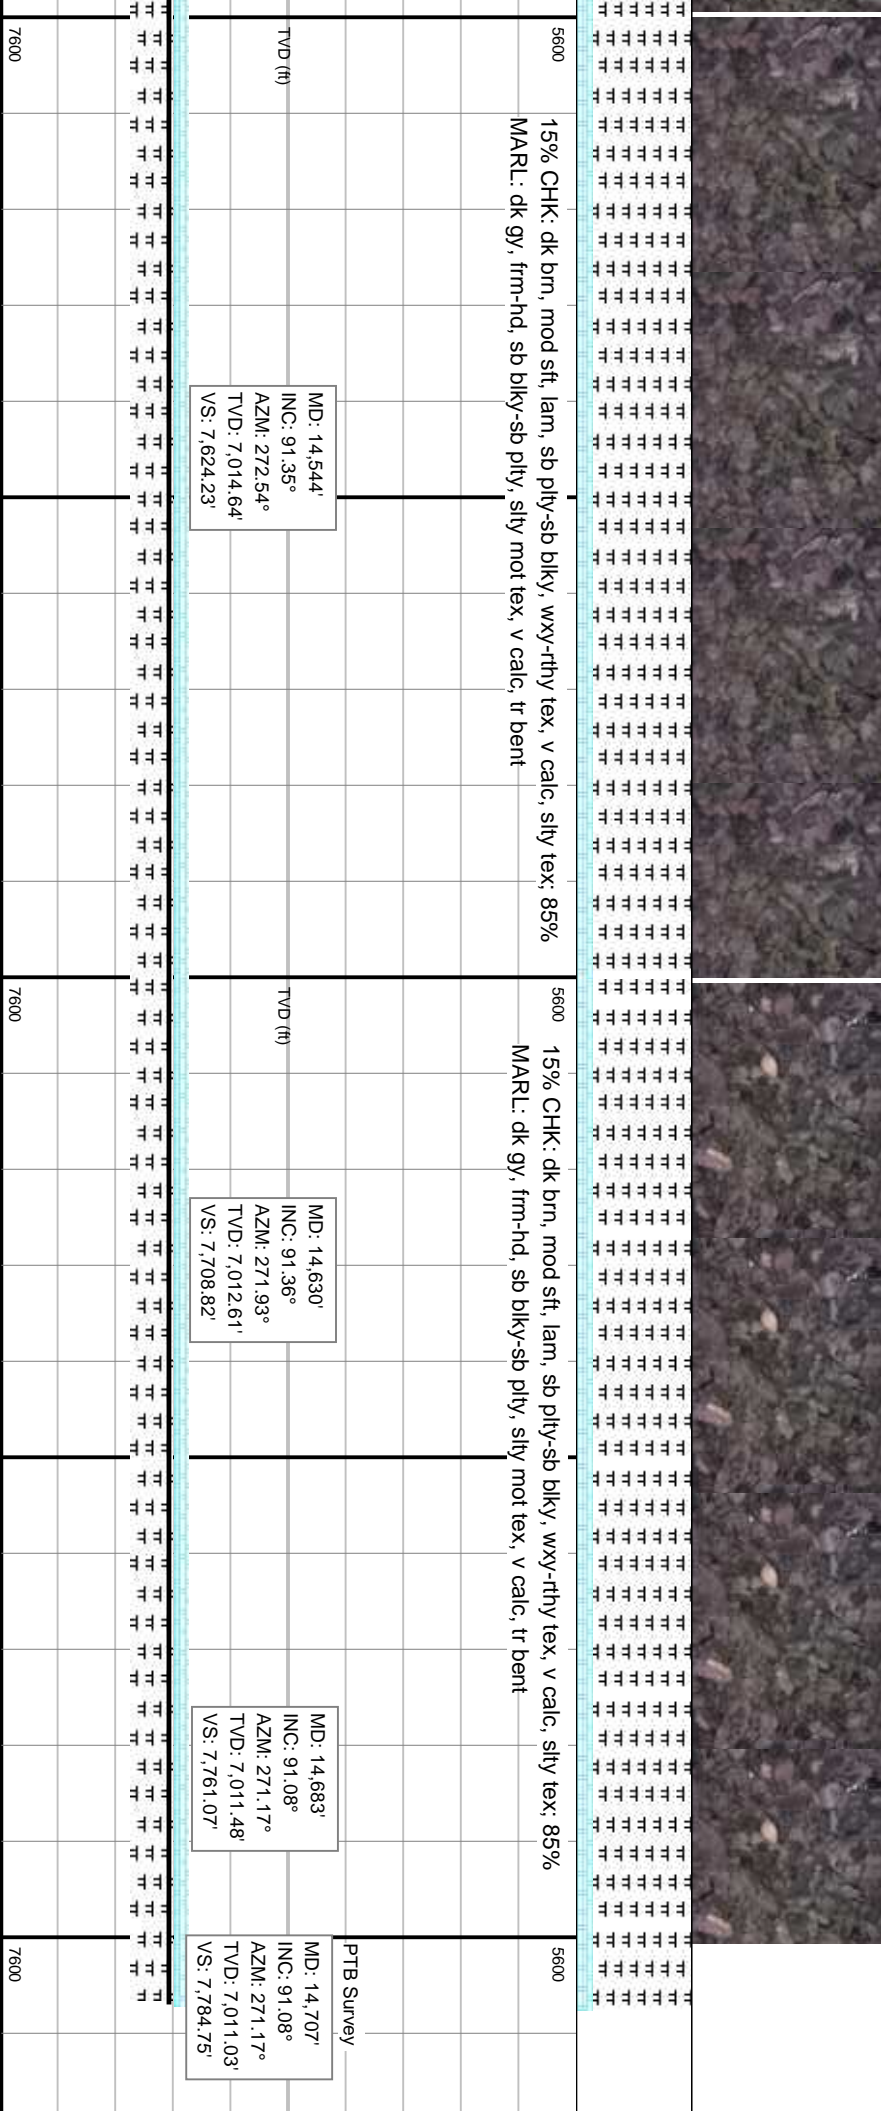 5600
TVD (ft)
7600
15% CHK: dk brn, mod sft, lam, sb plty-sb blky, wxy-rthy tex, v calc, slty tex; 85%
MARL: dk gy, frm-hd, sb blky-sb plty, slty mot tex, v calc, tr bent
MD: 14,544'
INC: 91.35°
AZM: 272.54°
TVD: 7,014.64'
VS: 7,624.23'
5600
TVD (ft)
7600
15% CHK: dk brn, mod sft, lam, sb plty-sb blky, wxy-rthy tex, v calc, slty tex; 85%
MARL: dk gy, frm-hd, sb blky-sb plty, slty mot tex, v calc, tr bent
MD: 14,630'
INC: 91.36°
AZM: 271.93°
TVD: 7,012.61'
VS: 7,708.82'
MD: 14,683'
INC: 91.08°
AZM: 271.17°
TVD: 7,011.48'
VS: 7,761.07'
5600
7600
PTB Survey
MD: 14,707'
INC: 91.08°
AZM: 271.17°
TVD: 7,011.03'
VS: 7,784.75'